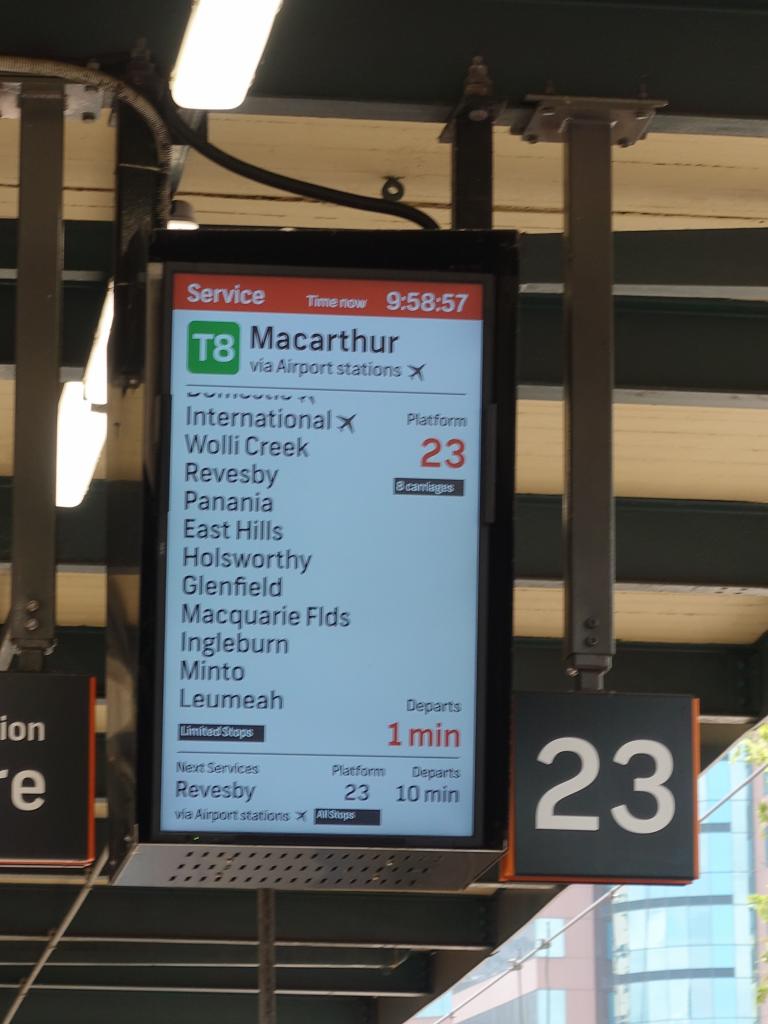 Service Time now 9:58:57
T8 Macarthur
via Airport stations
Domestic
International
Platform
Wolli Creek
23
Revesby
8 carriages
Panania
East Hills
Holsworthy
Glenfield
Macquarie Flds
Ingleburn
Minto
Leumeah
Departs
Limited Stops
1 min
Next Services Platform Departs
Revesby 23 10 min
via Airport stations All Stops
23
ion
re